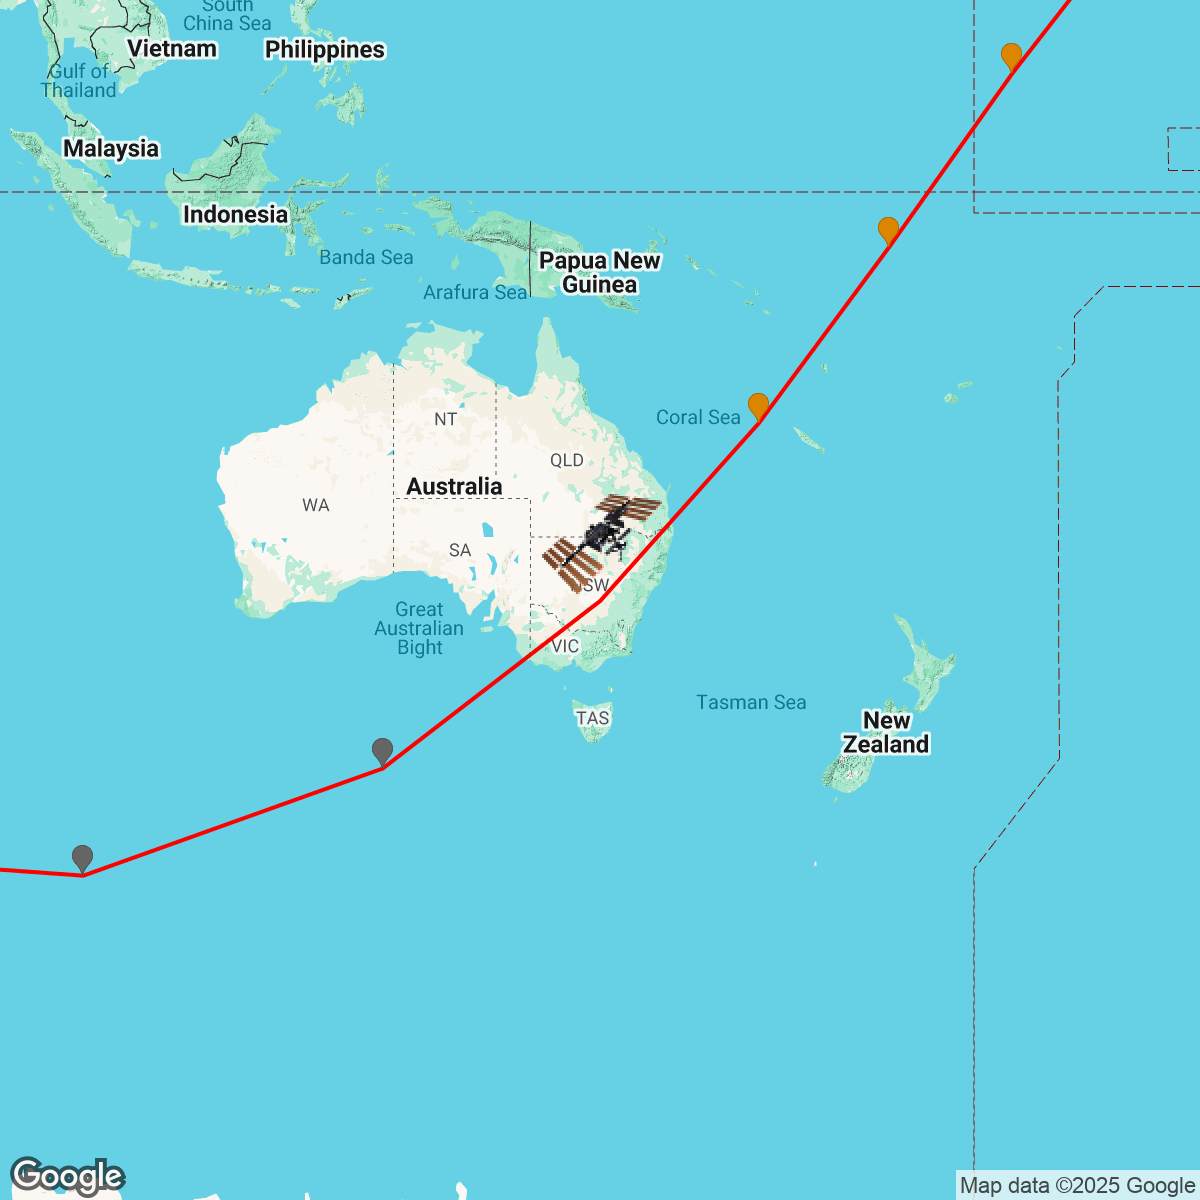 South
China Sea
Vietnam
Philippines
Gulf of
Thailand
Malaysia
Indonesia
Banda Sea
Papua New
Guinea
Arafura Sea
NT
Coral Sea
QLD
Australia
WA
SA
SW
Great
Australian
Bight
VIC
TAS
Tasman Sea
New
Zealand
Google
Map data ©2025 Google